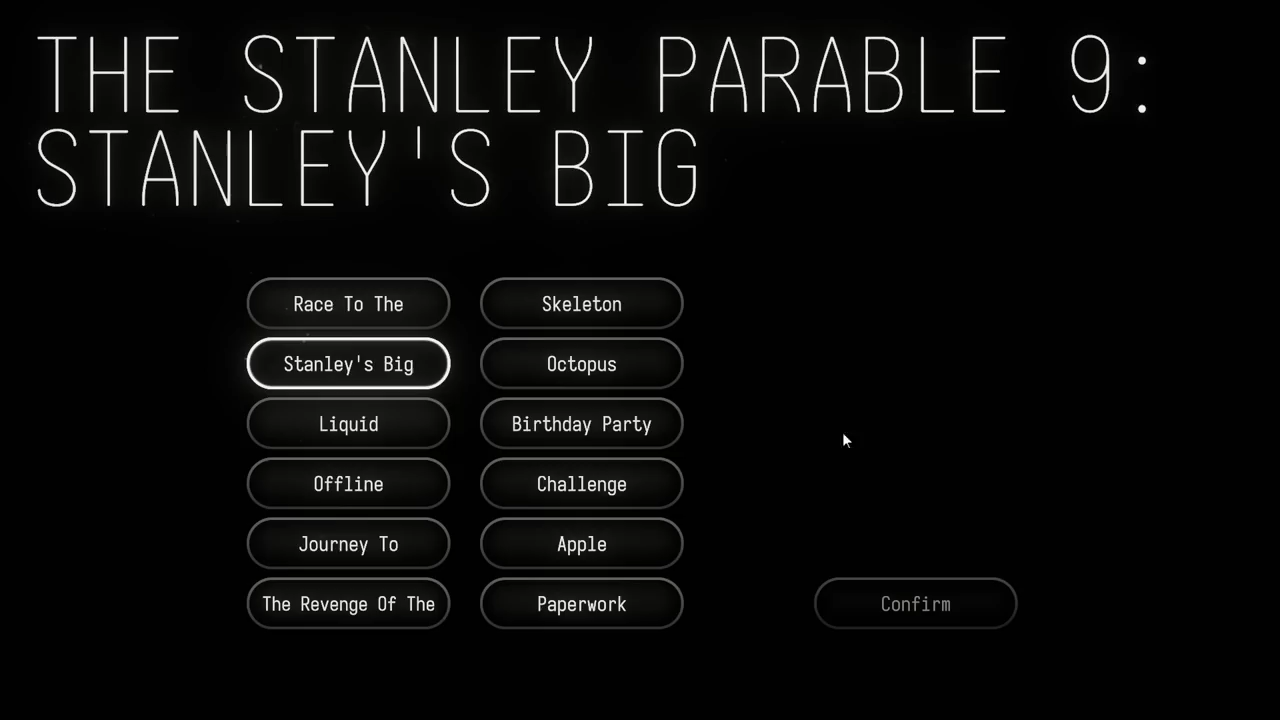 THE STANLEY PARABLE 9:
STANLEY'S BIG
Race To The
Skeleton
Stanley's Big
Octopus
Liquid
Birthday Party
Offline
Challenge
Journey To
Apple
The Revenge Of The
Paperwork
Confirm